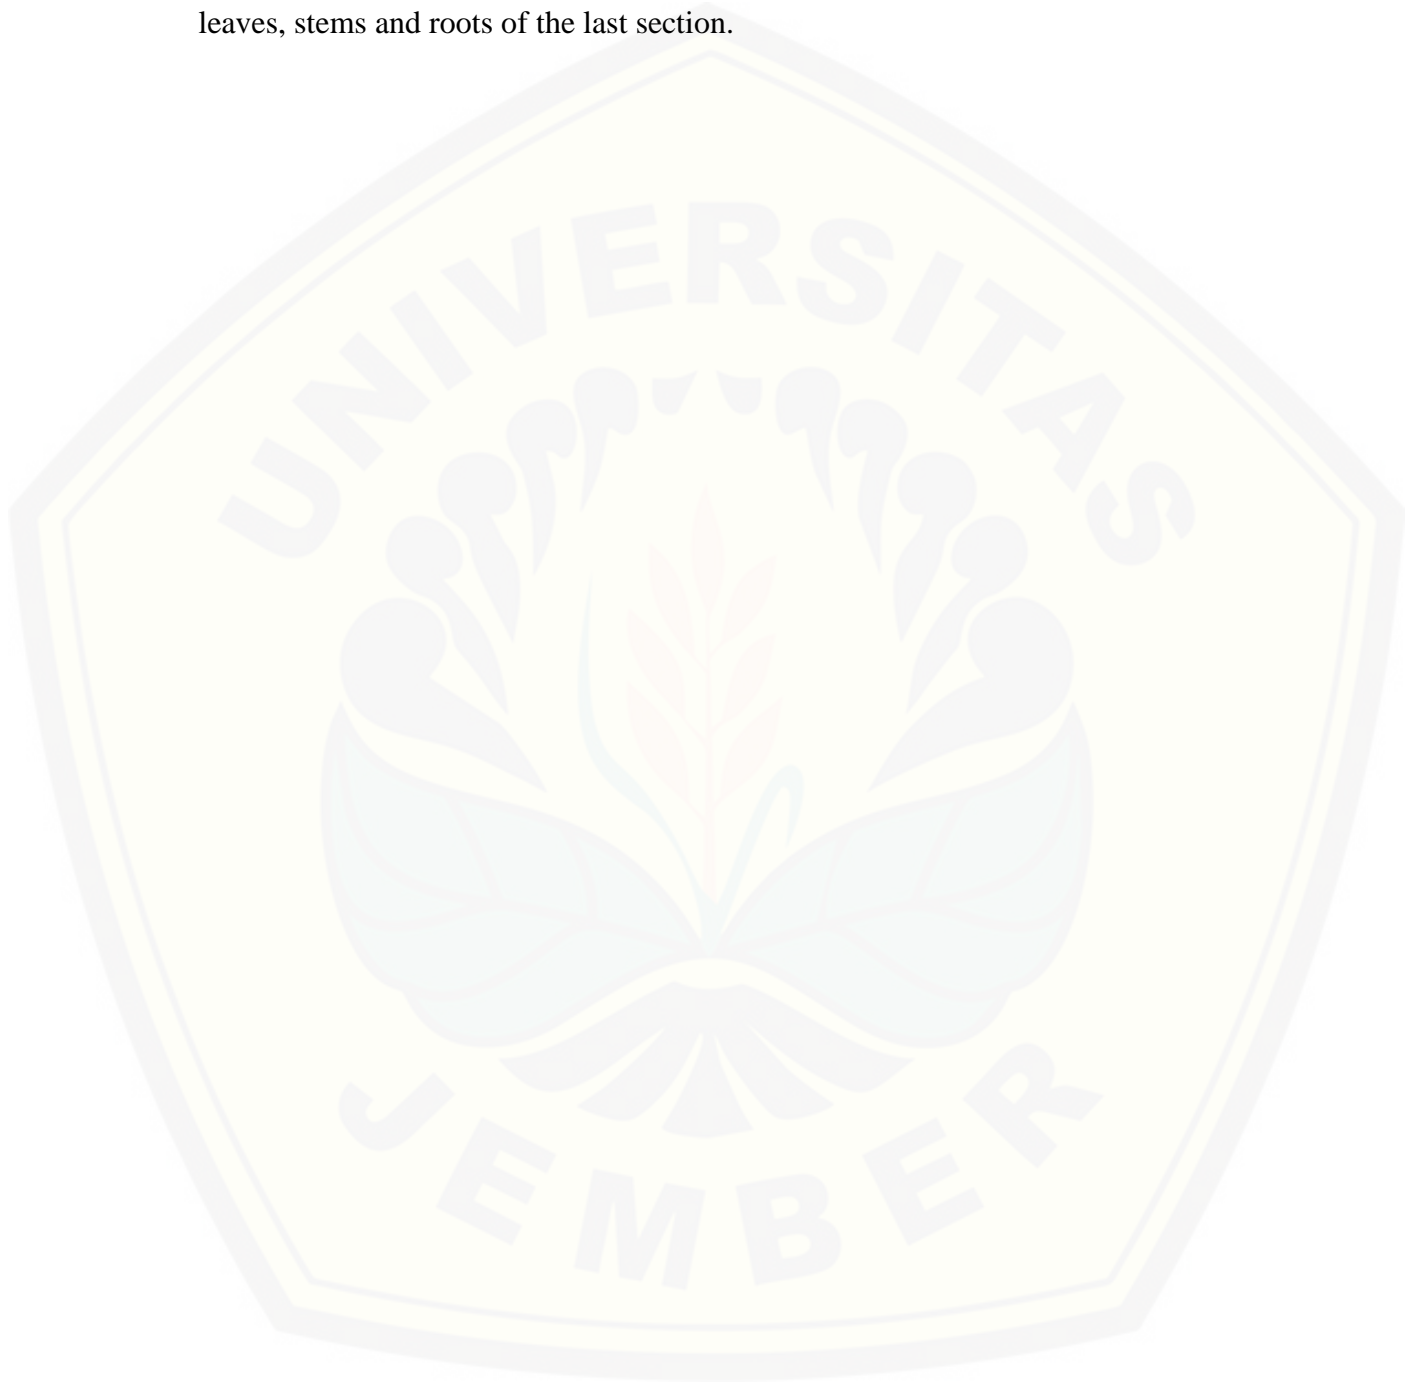 leaves, stems and roots of the last section.
UNIVERSITAS
JEMBER